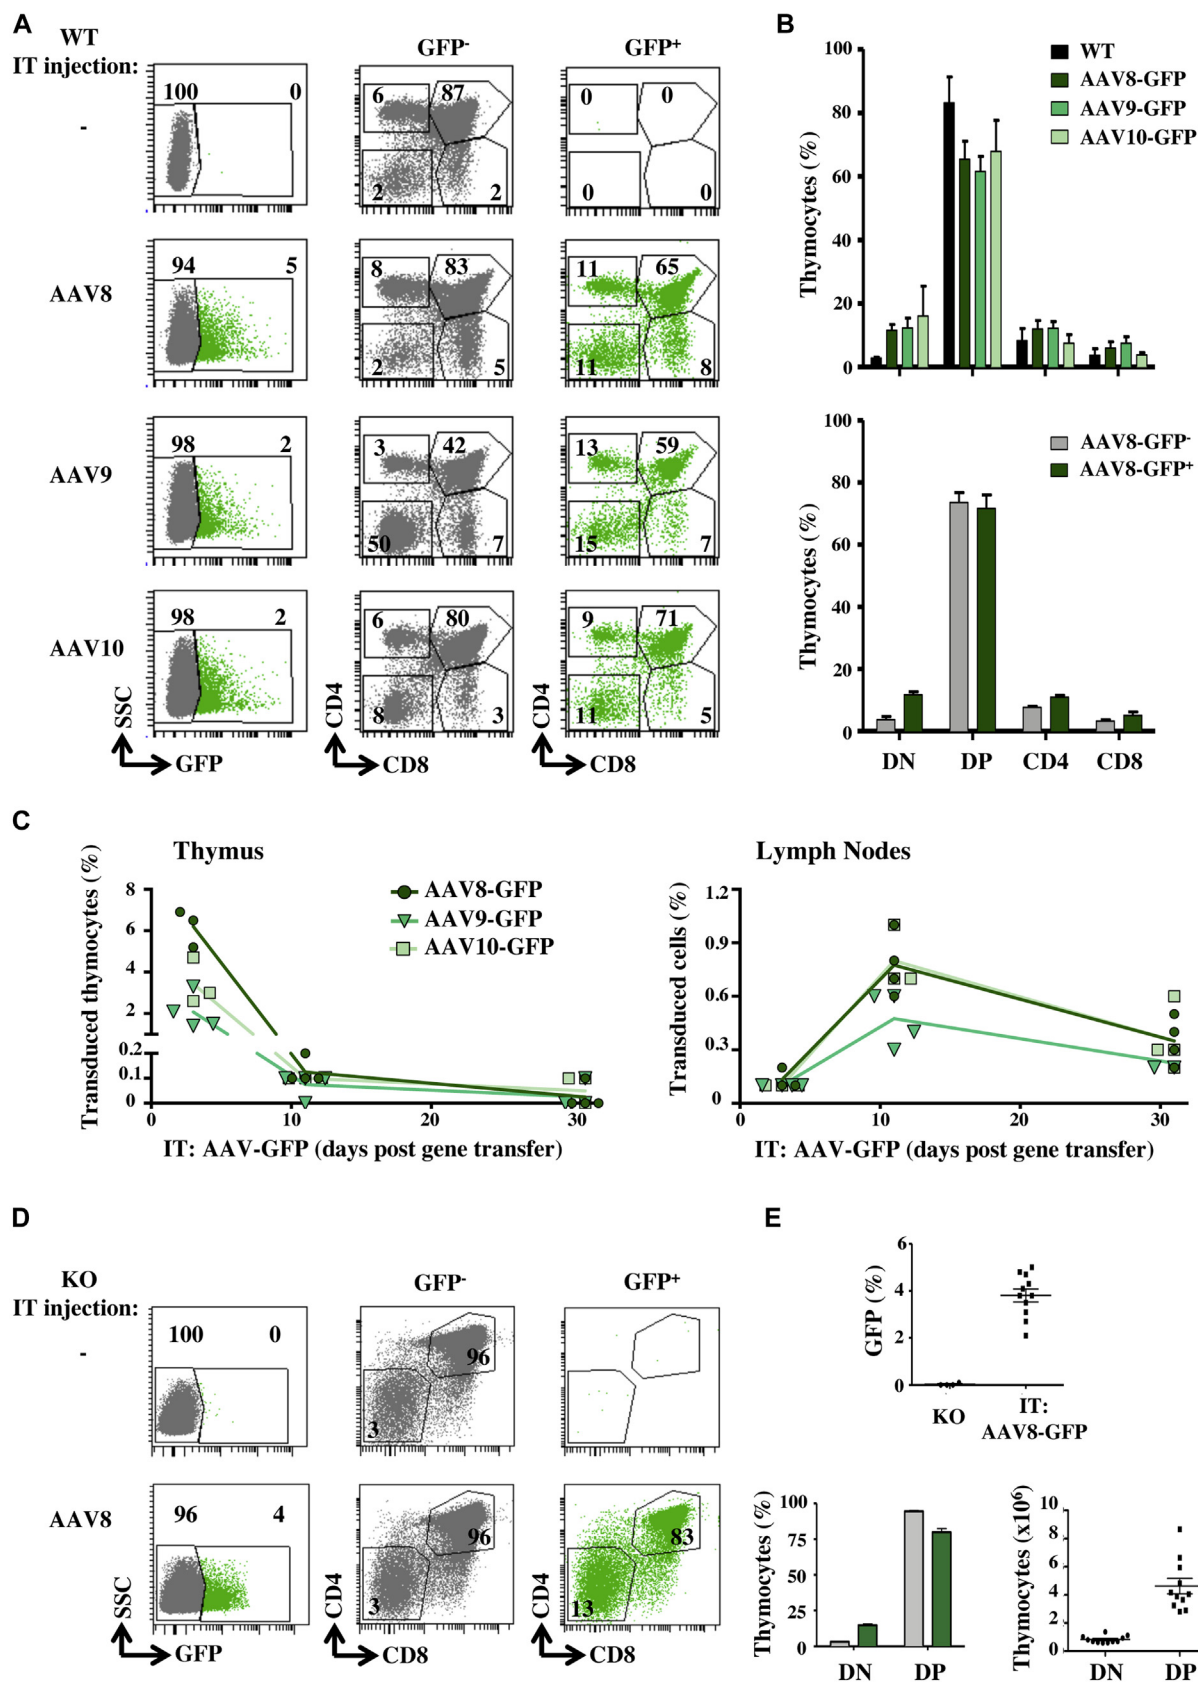 A
WT
IT injection:
GFP-
GFP+
-
100 0
6 87
2 2
0 0
0 0
AAV8
94 5
8 83
2 5
11 65
11 8
AAV9
98 2
3 42
50 7
13 59
15 7
AAV10
98 2
6 80
8 3
9 71
11 5
SSC
GFP
CD4
CD8
CD4
CD8
B
WT
AAV8-GFP
AAV9-GFP
AAV10-GFP
Thymocytes (%)
100
80
60
40
20
0
AAV8-GFP-
AAV8-GFP+
Thymocytes (%)
100
80
60
40
20
0
DN DP CD4 CD8
C
Thymus
AAV8-GFP
AAV9-GFP
AAV10-GFP
Transduced thymocytes (%)
8
6
4
2
0.2
0.1
0
0 10 20 30
IT: AAV-GFP (days post gene transfer)
Lymph Nodes
Transduced cells (%)
1.2
0.9
0.6
0.3
0
0 10 20 30
IT: AAV-GFP (days post gene transfer)
D
KO
IT injection:
GFP-
GFP+
-
100 0
96
3
AAV8
96 4
96
3
83
13
SSC
GFP
CD4
CD8
CD4
CD8
E
GFP (%)
6
4
2
0
KO
IT:
AAV8-GFP
Thymocytes (%)
100
75
50
25
0
DN DP
Thymocytes (x10⁶)
10
8
6
4
2
0
DN DP